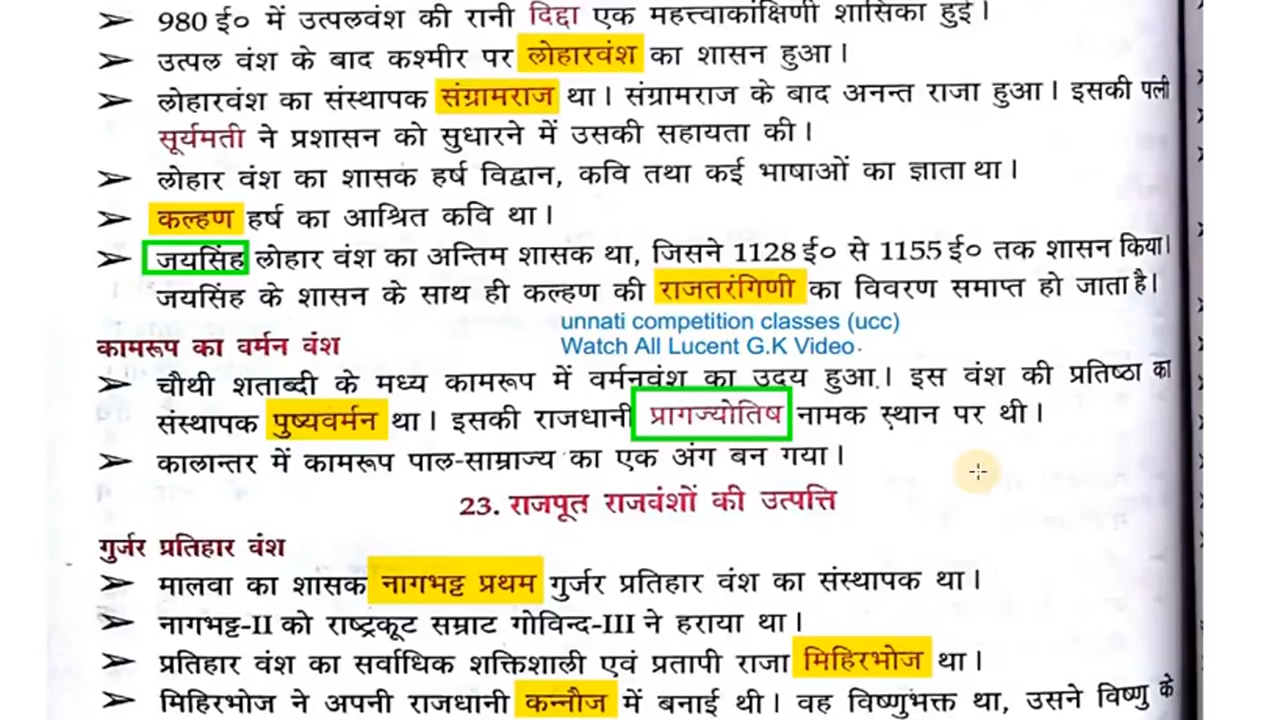 ➢ 980 ई० में उत्पलवंश की रानी दिद्दा एक महत्त्वाकांक्षिणी शासिका हुई।
➢ उत्पल वंश के बाद कश्मीर पर लोहारवंश का शासन हुआ।
➢ लोहारवंश का संस्थापक संग्रामराज था। संग्रामराज के बाद अनन्त राजा हुआ। इसकी पत्नी
सूर्यमती ने प्रशासन को सुधारने में उसकी सहायता की।
➢ लोहार वंश का शासक हर्ष विद्वान, कवि तथा कई भाषाओं का ज्ञाता था।
➢ कल्हण हर्ष का आश्रित कवि था।
➢ जयसिंह लोहार वंश का अन्तिम शासक था, जिसने 1128 ई० से 1155 ई० तक शासन किया।
जयसिंह के शासन के साथ ही कल्हण की राजतरंगिणी का विवरण समाप्त हो जाता है।
unnati competition classes (ucc)
Watch All Lucent G.K Video
कामरूप का वर्मन वंश
➢ चौथी शताब्दी के मध्य कामरूप में वर्मनवंश का उदय हुआ। इस वंश की प्रतिष्ठा का
संस्थापक पुष्यवर्मन था। इसकी राजधानी प्रागज्योतिष नामक स्थान पर थी।
➢ कालान्तर में कामरूप पाल-साम्राज्य का एक अंग बन गया।
23. राजपूत राजवंशों की उत्पत्ति
गुर्जर प्रतिहार वंश
➢ मालवा का शासक नागभट्ट प्रथम गुर्जर प्रतिहार वंश का संस्थापक था।
➢ नागभट्ट-II को राष्ट्रकूट सम्राट गोविन्द-III ने हराया था।
➢ प्रतिहार वंश का सर्वाधिक शक्तिशाली एवं प्रतापी राजा मिहिरभोज था।
➢ मिहिरभोज ने अपनी राजधानी कन्नौज में बनाई थी। वह विष्णुभक्त था, उसने विष्णु के